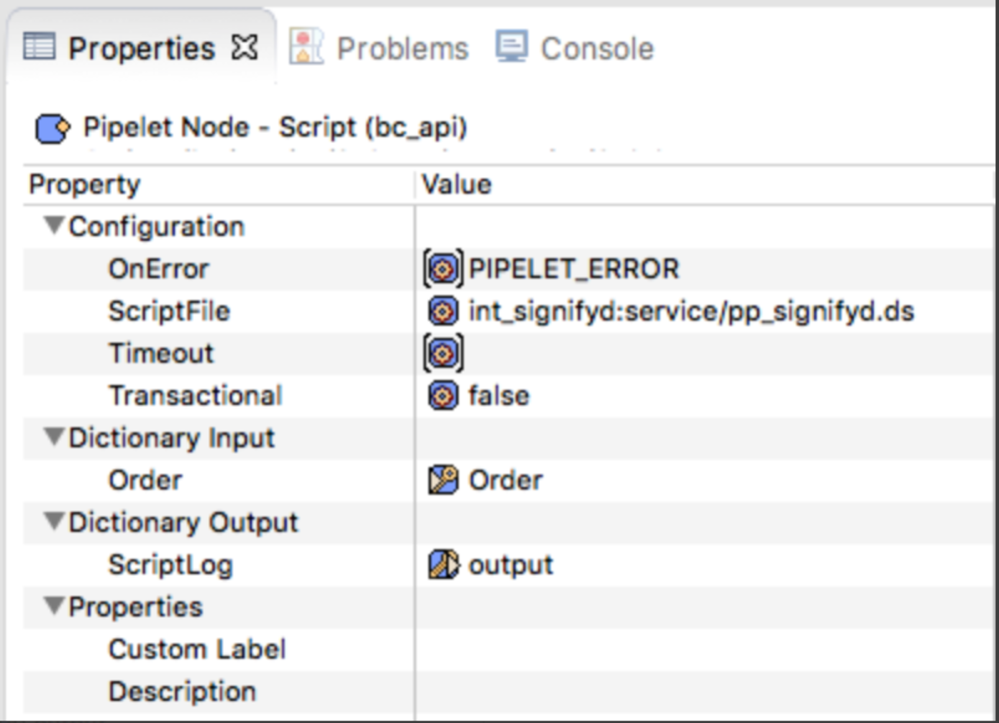 Properties Problems Console
Pipelet Node - Script (bc_api)
Property Value
Configuration
OnError PIPELET_ERROR
ScriptFile int_signifyd:service/pp_signifyd.ds
Timeout
Transactional false
Dictionary Input
Order Order
Dictionary Output
ScriptLog output
Properties
Custom Label
Description